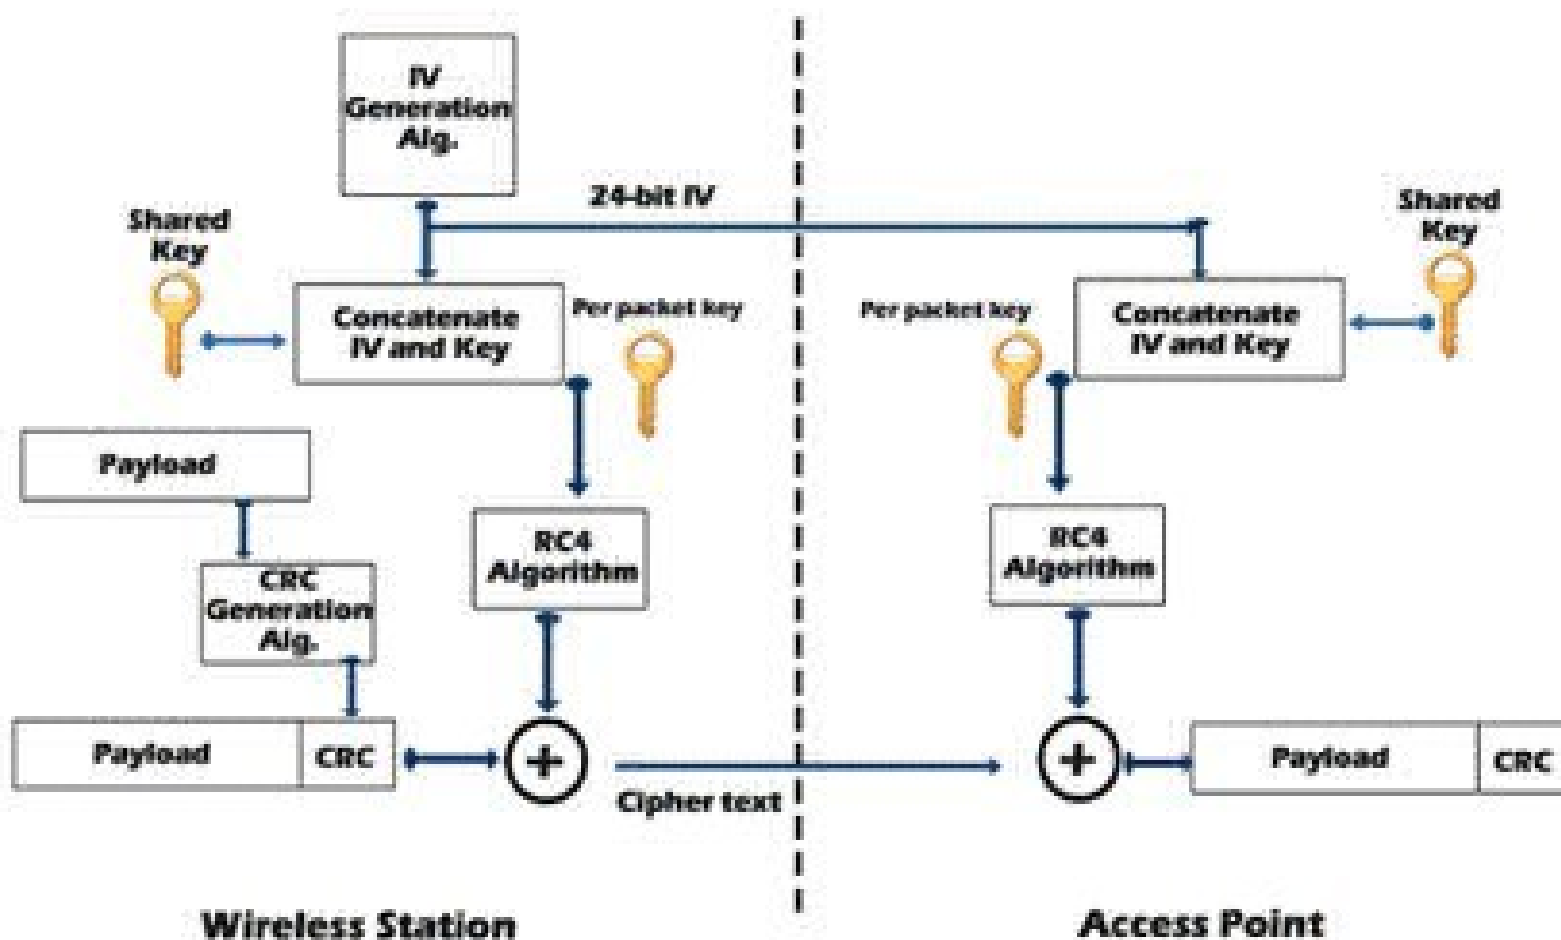 IV
Generation
Alg.
24-bit IV
Shared
Key
Shared
Key
Concatenate
IV and Key
Per packet key
Per packet key
Concatenate
IV and Key
Payload
RC4
Algorithm
RC4
Algorithm
CRC
Generation
Alg.
Payload
CRC
+
+
Payload
CRC
Cipher text
Wireless Station
Access Point